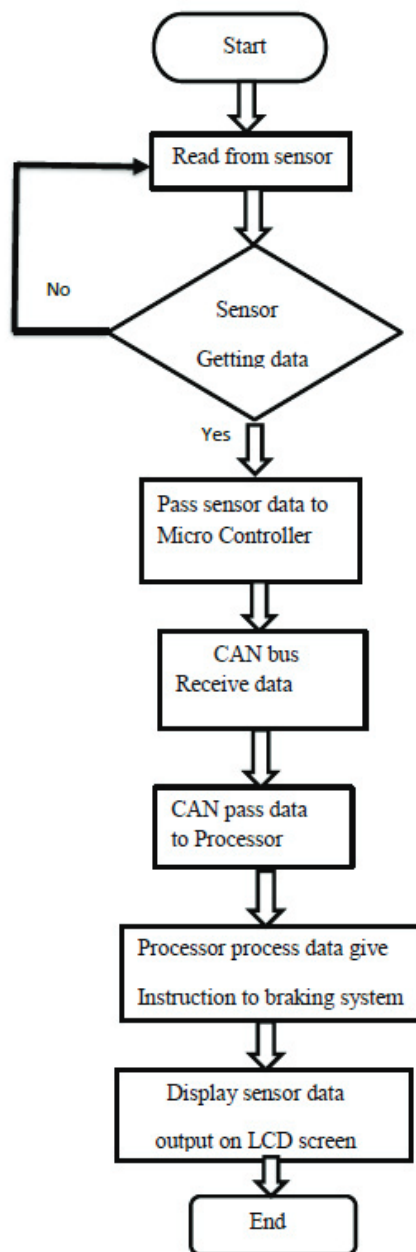 Start
Read from sensor
No
Sensor
Getting data
Yes
Pass sensor data to
Micro Controller
CAN bus
Receive data
CAN pass data
to Processor
Processor process data give
Instruction to braking system
Display sensor data
output on LCD screen
End